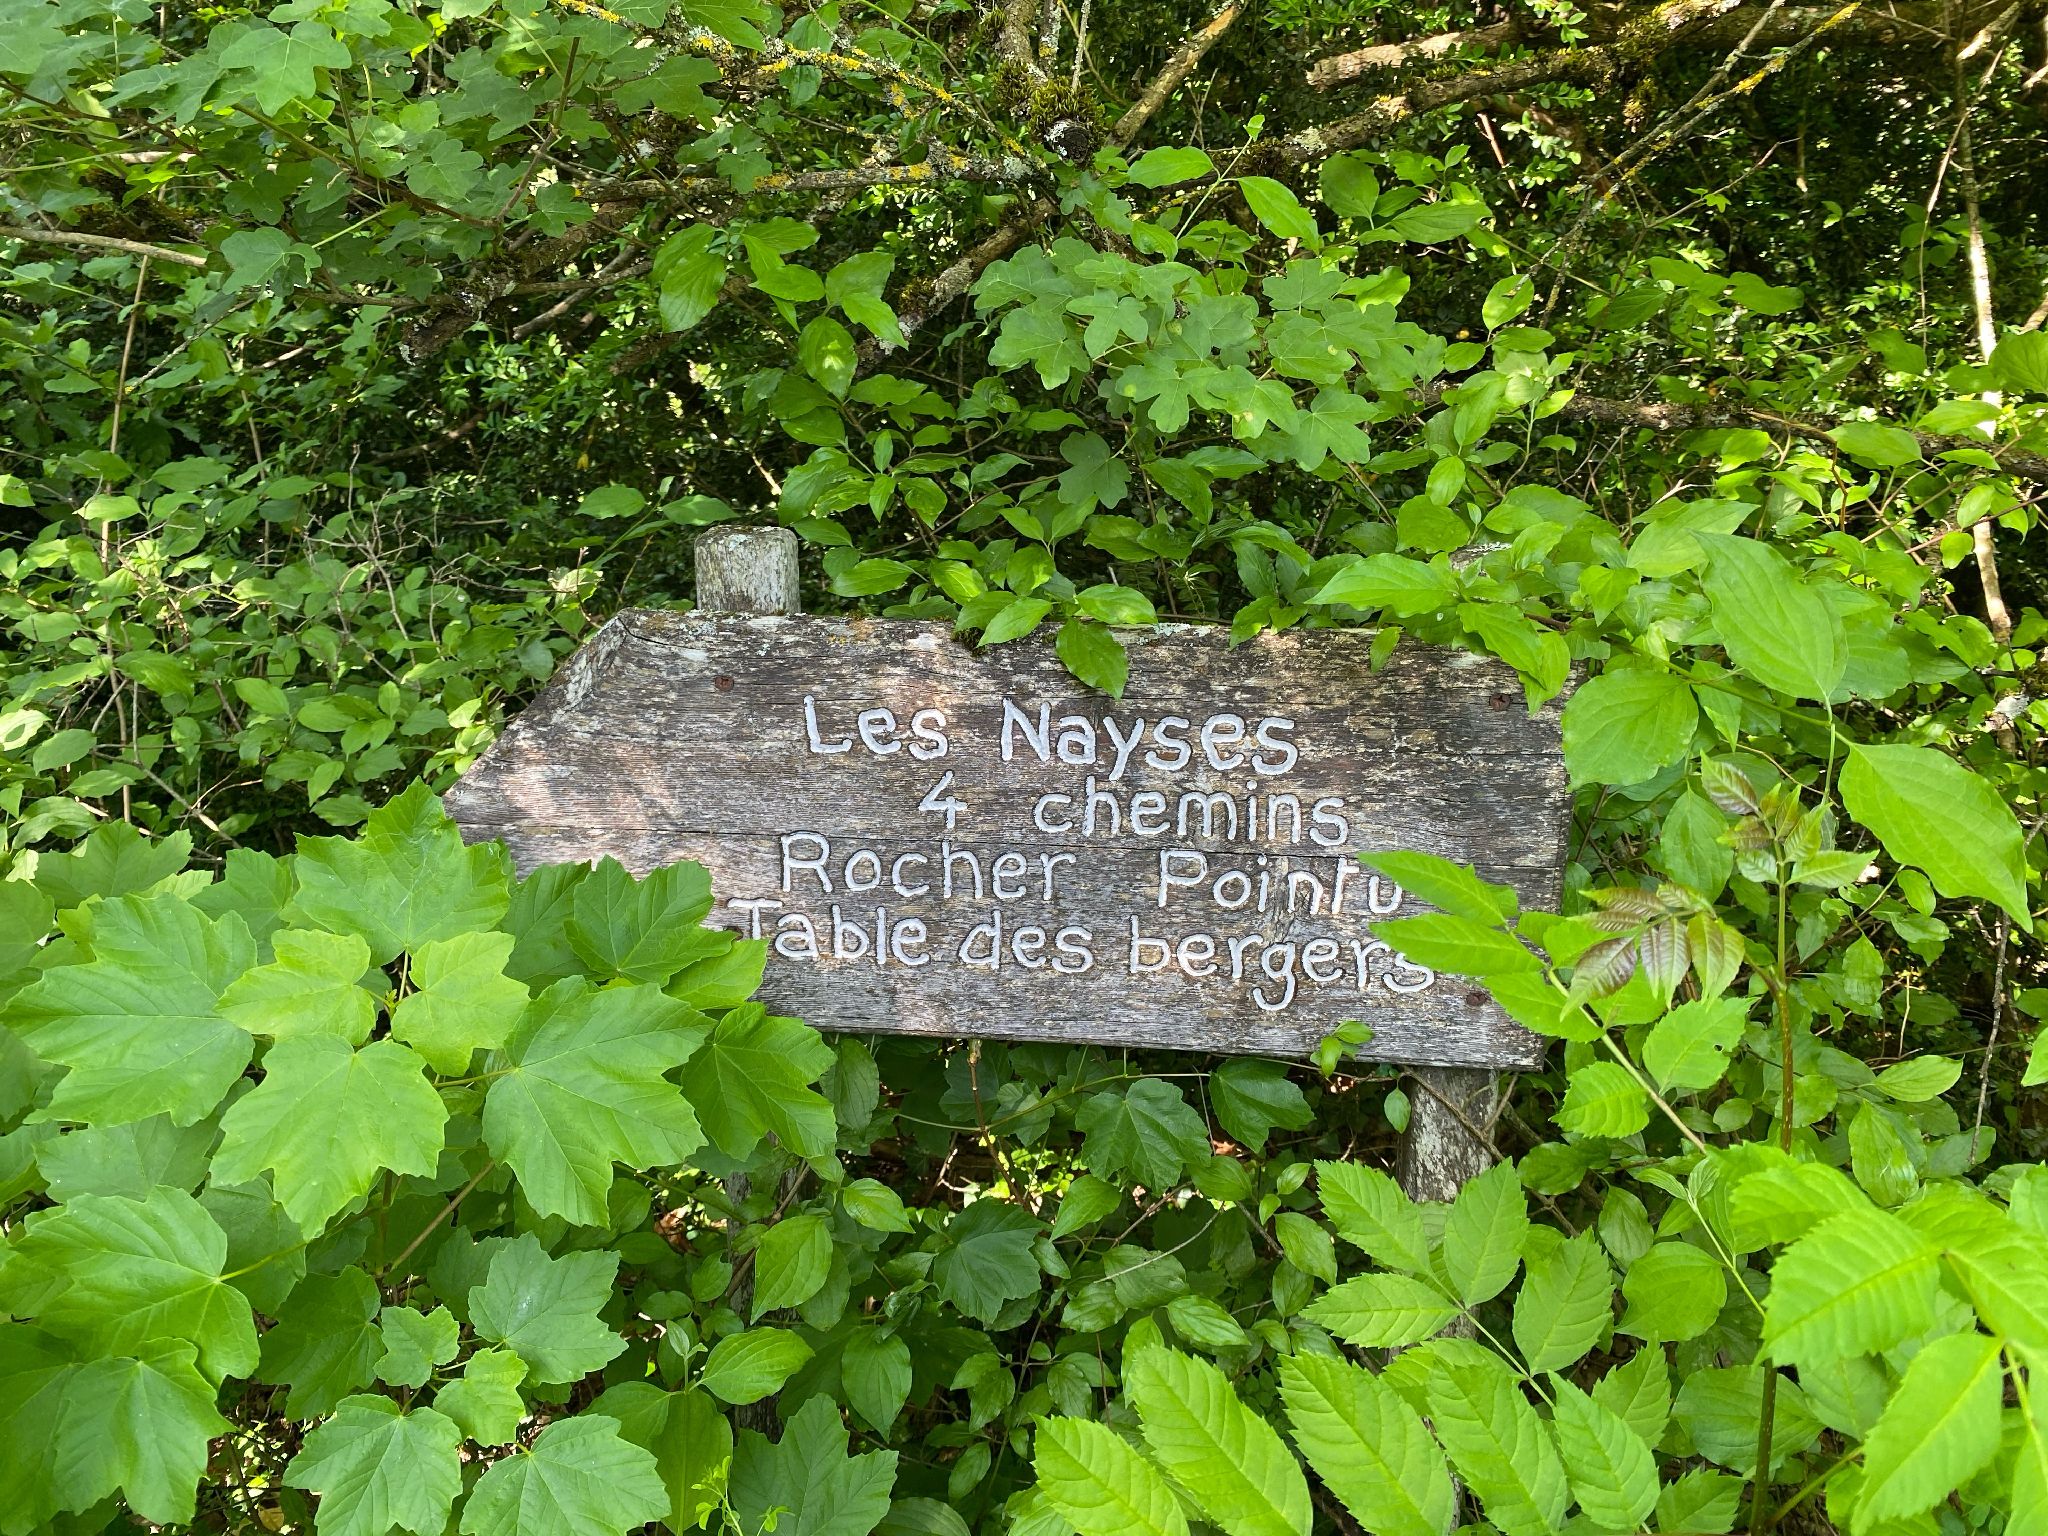 Les Nayses
4 chemins
Rocher Pointu
Table des bergers